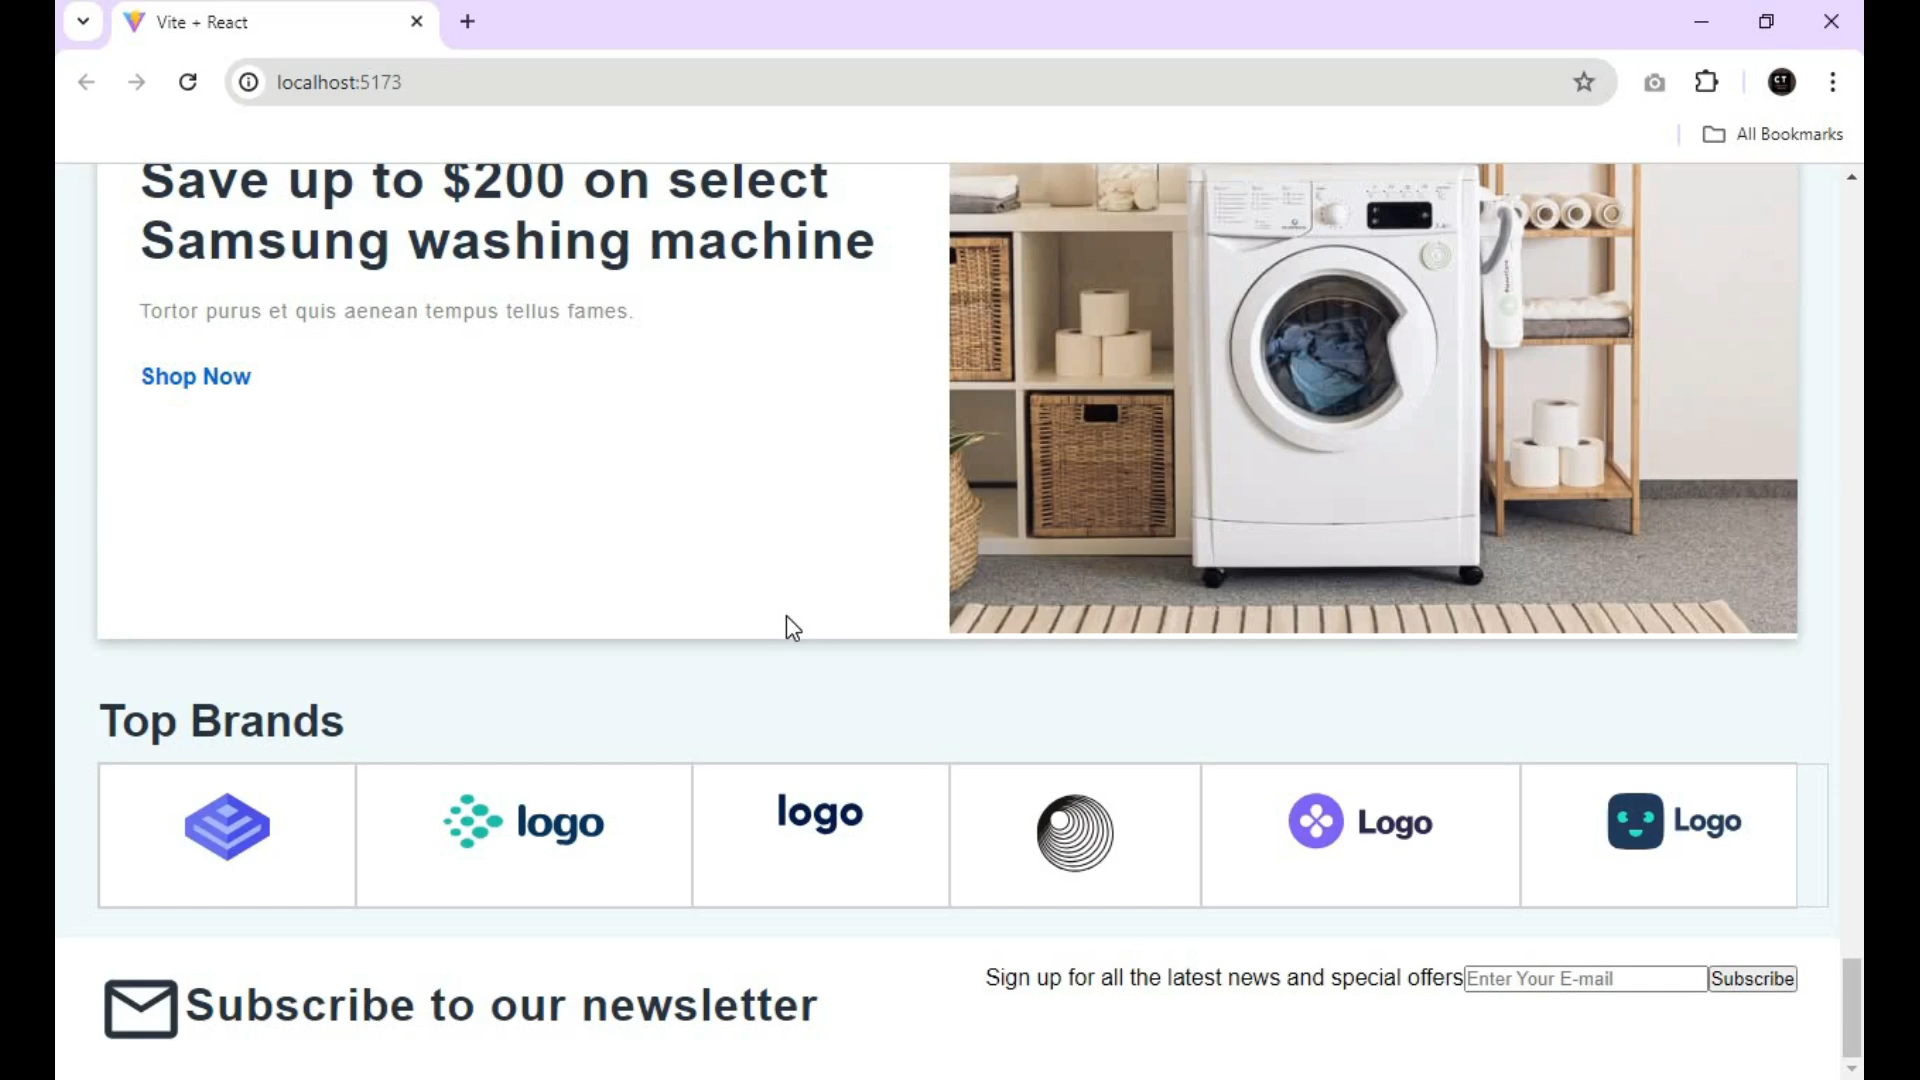 Vite + React
localhost:5173
CT
All Bookmarks
Save up to $200 on select
Samsung washing machine
Tortor purus et quis aenean tempus tellus fames.
Shop Now
Top Brands
logo
logo
Logo
Logo
Subscribe to our newsletter
Sign up for all the latest news and special offers
Enter Your E-mail
Subscribe